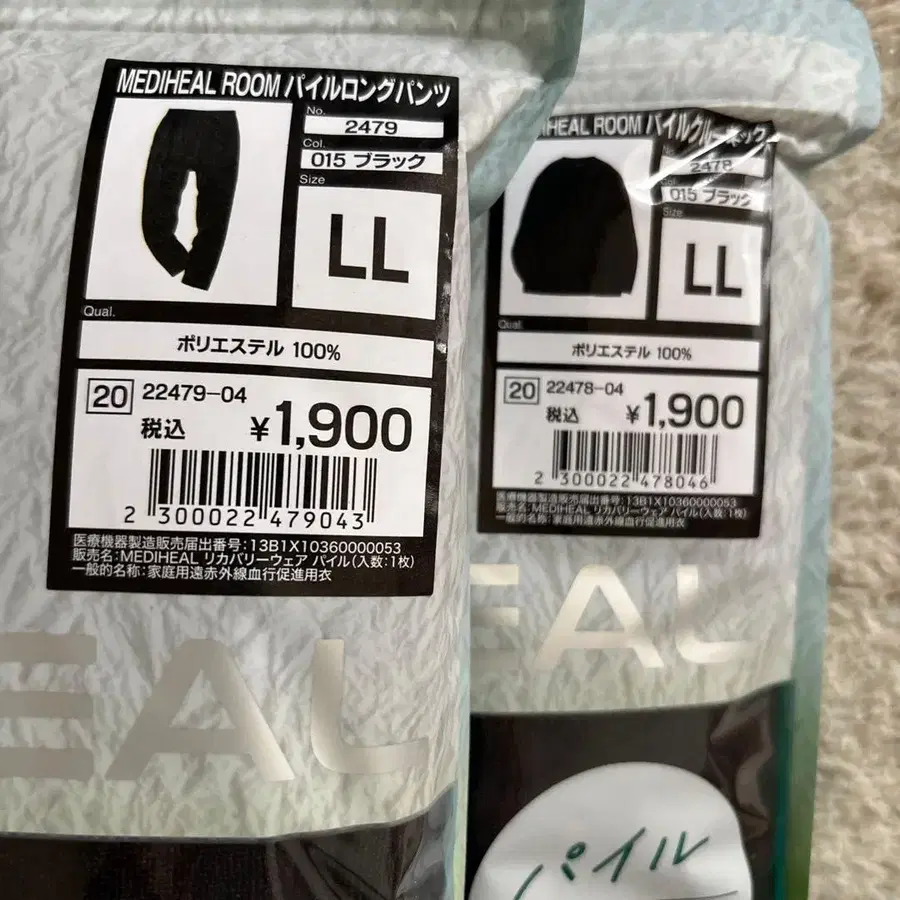 MEDIHEAL ROOM パイルロングパンツ
No.
2479
Col.
015 ブラック
Size
LL
Qual.
ポリエステル 100%
20 22479-04
税込 ¥1,900
2 300022 479043
医療機器製造販売届出番号:13B1X10360000053
販売名:MEDIHEAL リカバリーウェア パイル(入数:1枚)
一般的名称:家庭用遠赤外線血行促進用衣
EAL
IHEAL ROOM パイルクルーネック
2478
015 ブラック
Size
LL
Qual.
ポリエステル 100%
20 22478-04
税込 ¥1,900
2 300022 478046
医療機器製造販売届出番号:13B1X10360000053
販売名:MEDIHEAL リカバリーウェア パイル(入数:1枚)
一般的名称:家庭用遠赤外線血行促進用衣
EAL
パイル